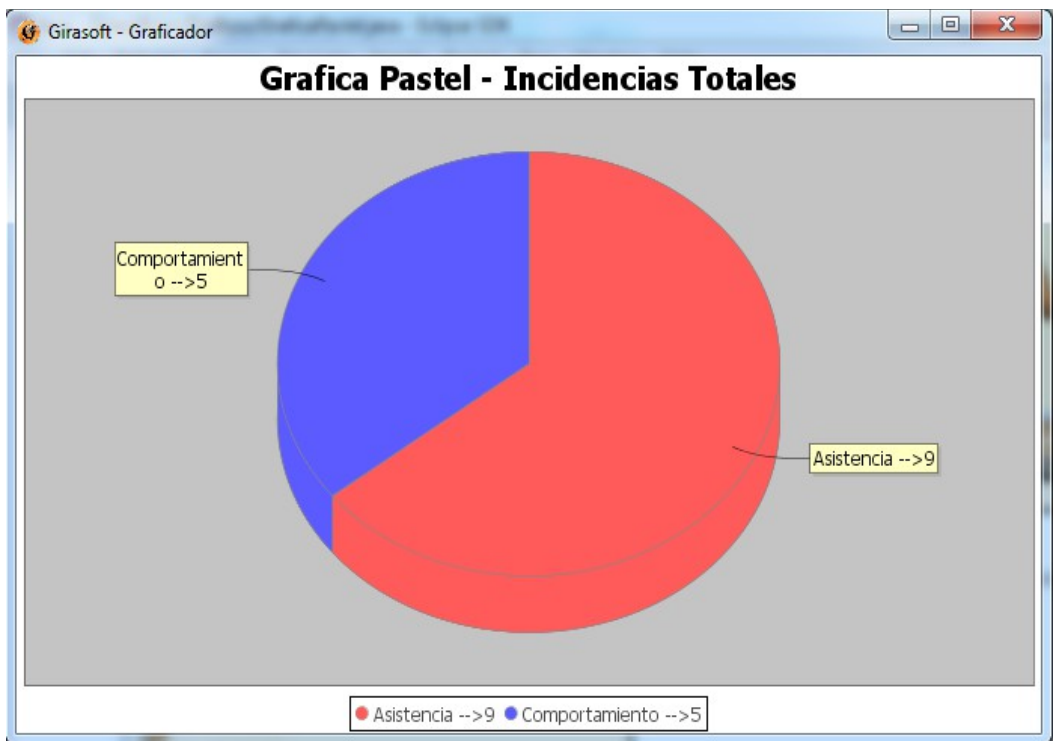 Girasoft - Graficador
Grafica Pastel - Incidencias Totales
Comportamient
o -->5
Asistencia -->9
Asistencia -->9 Comportamiento -->5